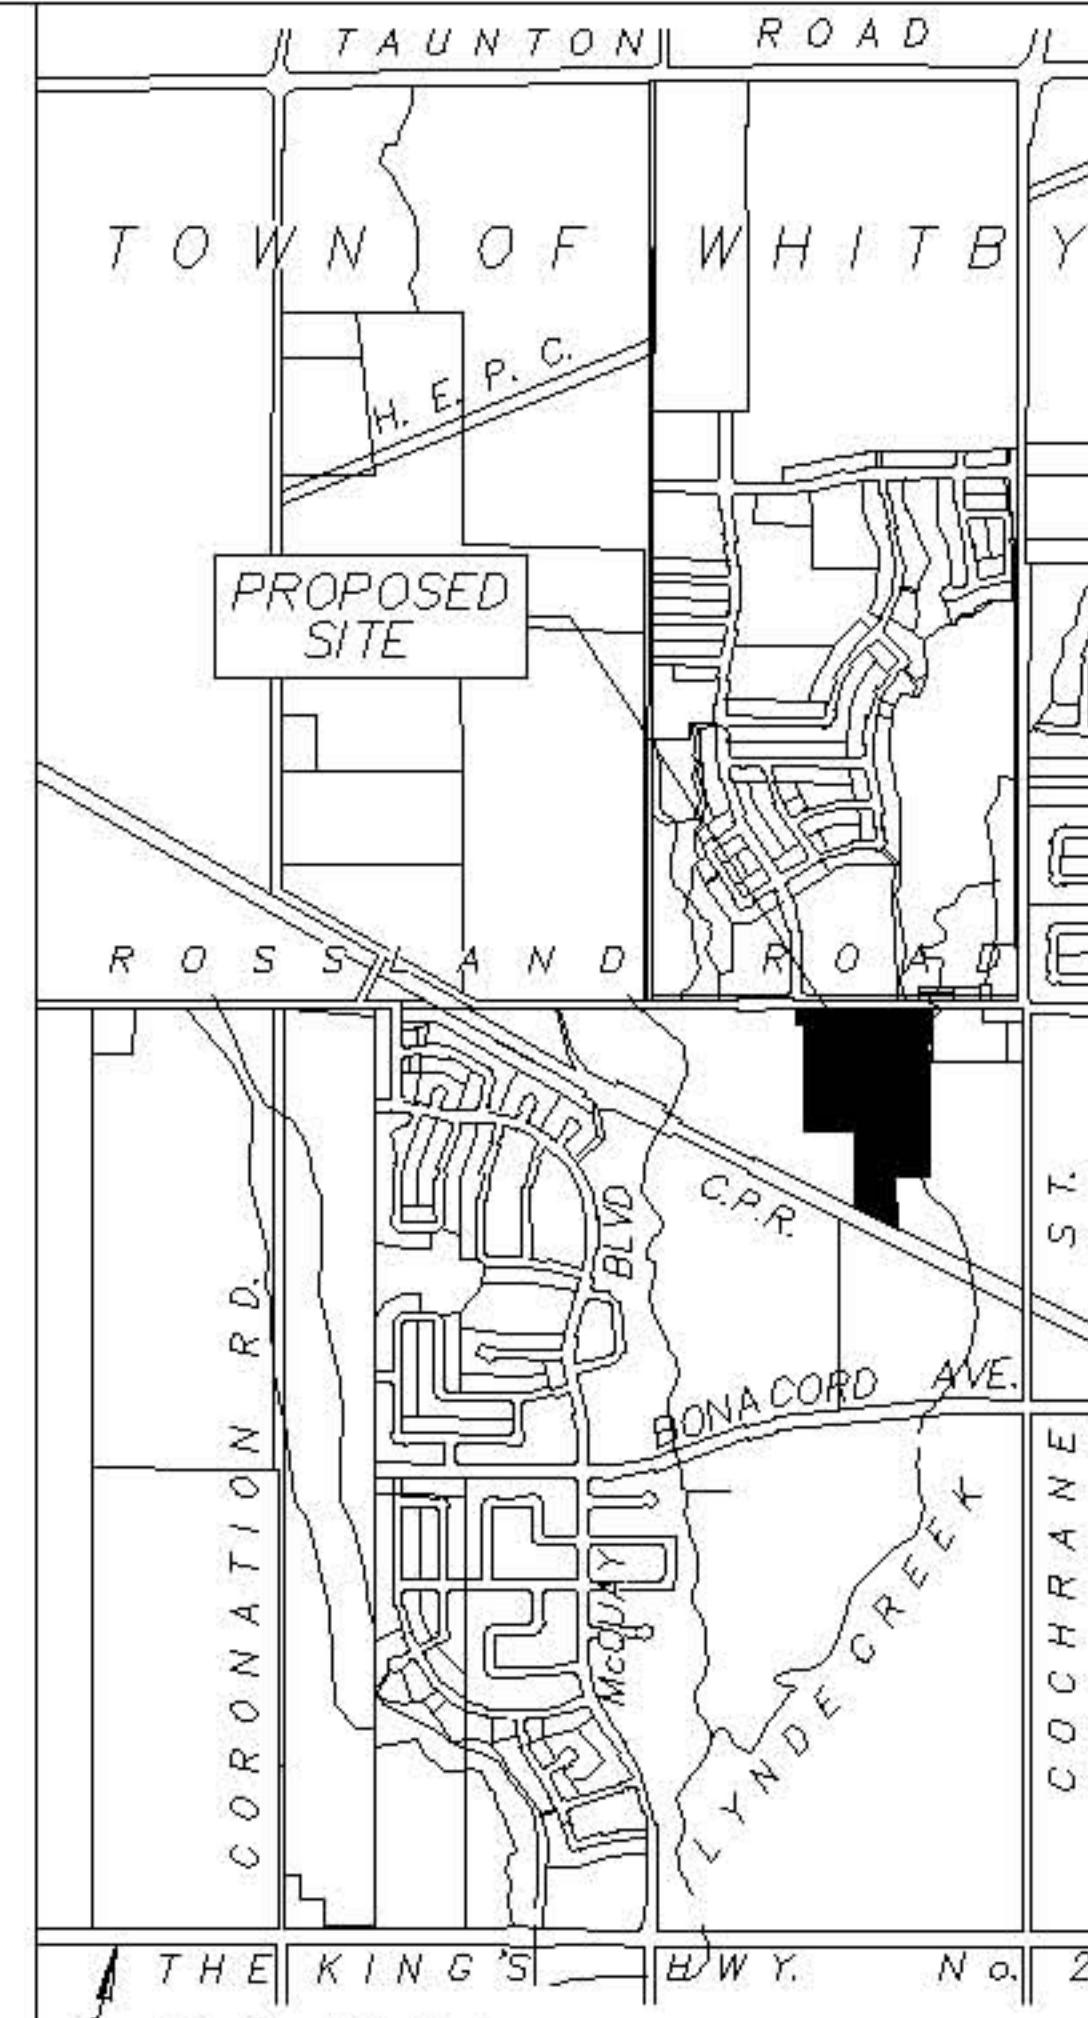 TAUNTON ROAD
TOWN OF WHITBY
H. E. P. C.
PROPOSED
SITE
ROSSLAND ROAD
C.P.R.
BLVD
McQUAY
DONACORD AVE.
CORONATION RD.
LYNDE CREEK
COCHRANE ST.
THE KING'S HWY. No. 2